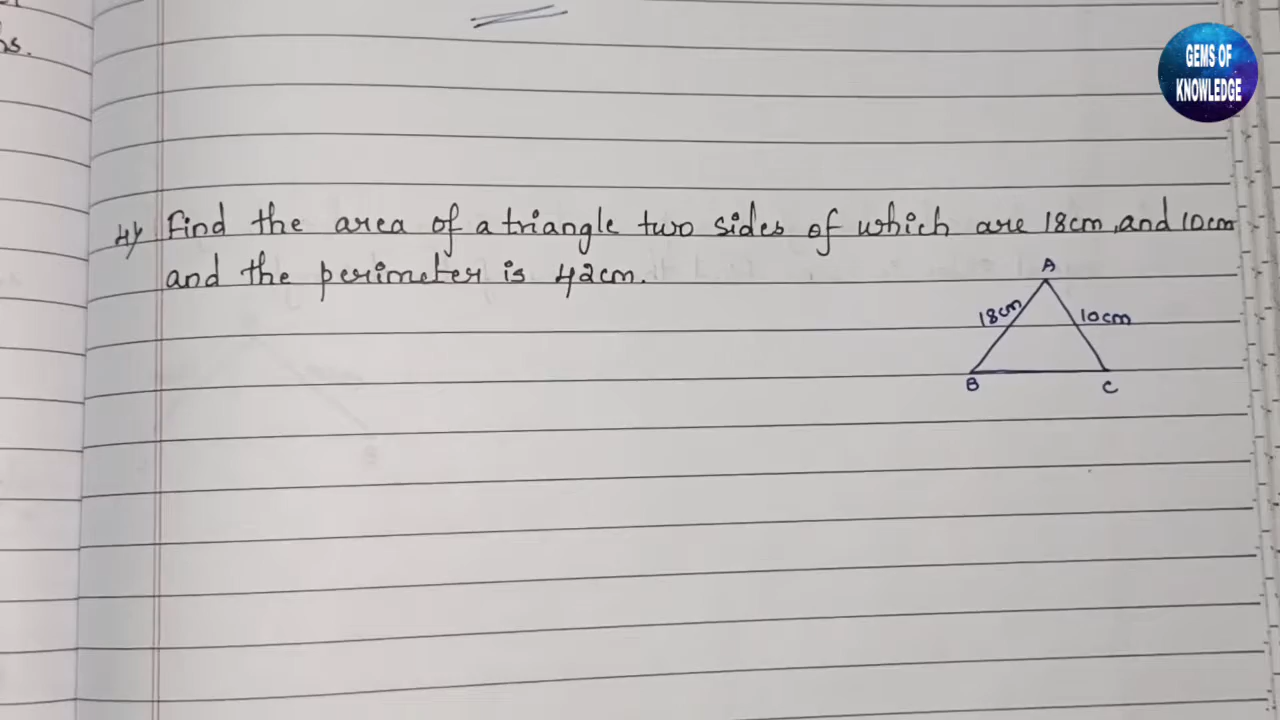 ns.
GEMS OF
KNOWLEDGE
4) Find the area of a triangle two sides of which are 18cm, and 10cm
and the perimeter is 42cm.
A
18cm
10cm
B
C